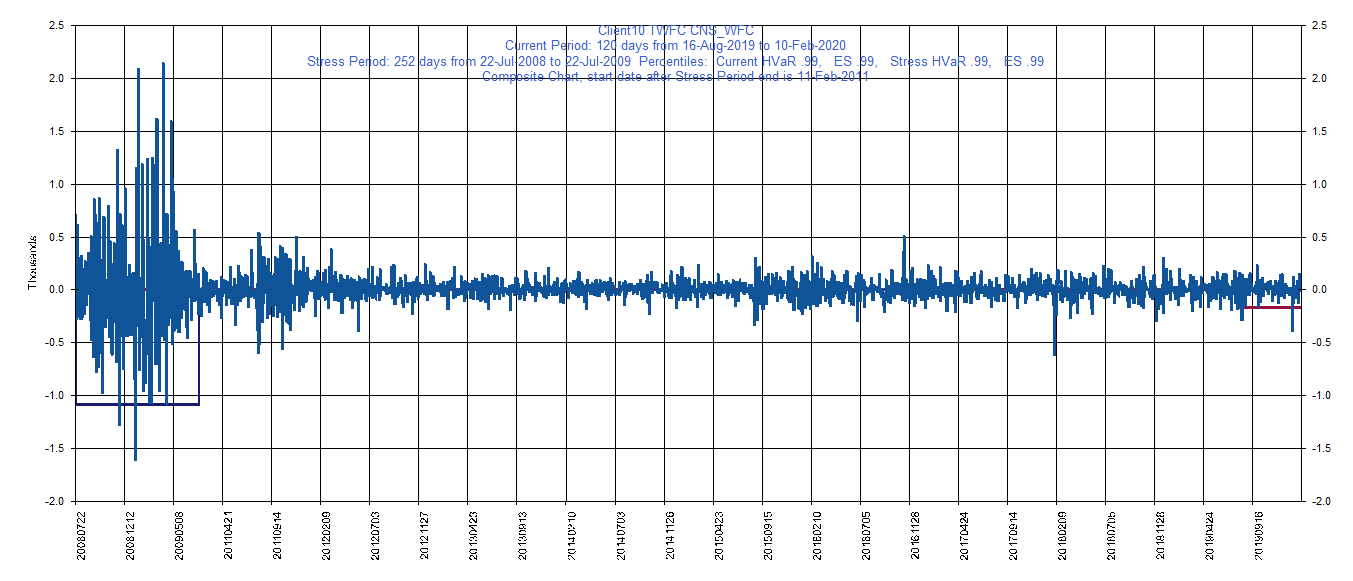 Client10 TWFC CNS_WFC
Current Period: 120 days from 16-Aug-2019 to 10-Feb-2020
Stress Period: 252 days from 22-Jul-2008 to 22-Jul-2009 Percentiles: Current HVaR .99, ES .99, Stress HVaR .99, ES .99
Composite Chart, start date after Stress Period end is 11-Feb-2011
2.5 2.5
2.0 2.0
1.5 1.5
1.0 1.0
0.5 0.5
Thousands
0.0 0.0
-0.5 -0.5
-1.0 -1.0
-1.5 -1.5
-2.0 -2.0
20080722 20081212 20090508 20110421 20110914 20120209 20120703 20121127 20130423 20130913 20140210 20140703 20141126 20150423 20150915 20160210 20160705 20161128 20170424 20170914 20180209 20180705 20181128 20190424 20190916